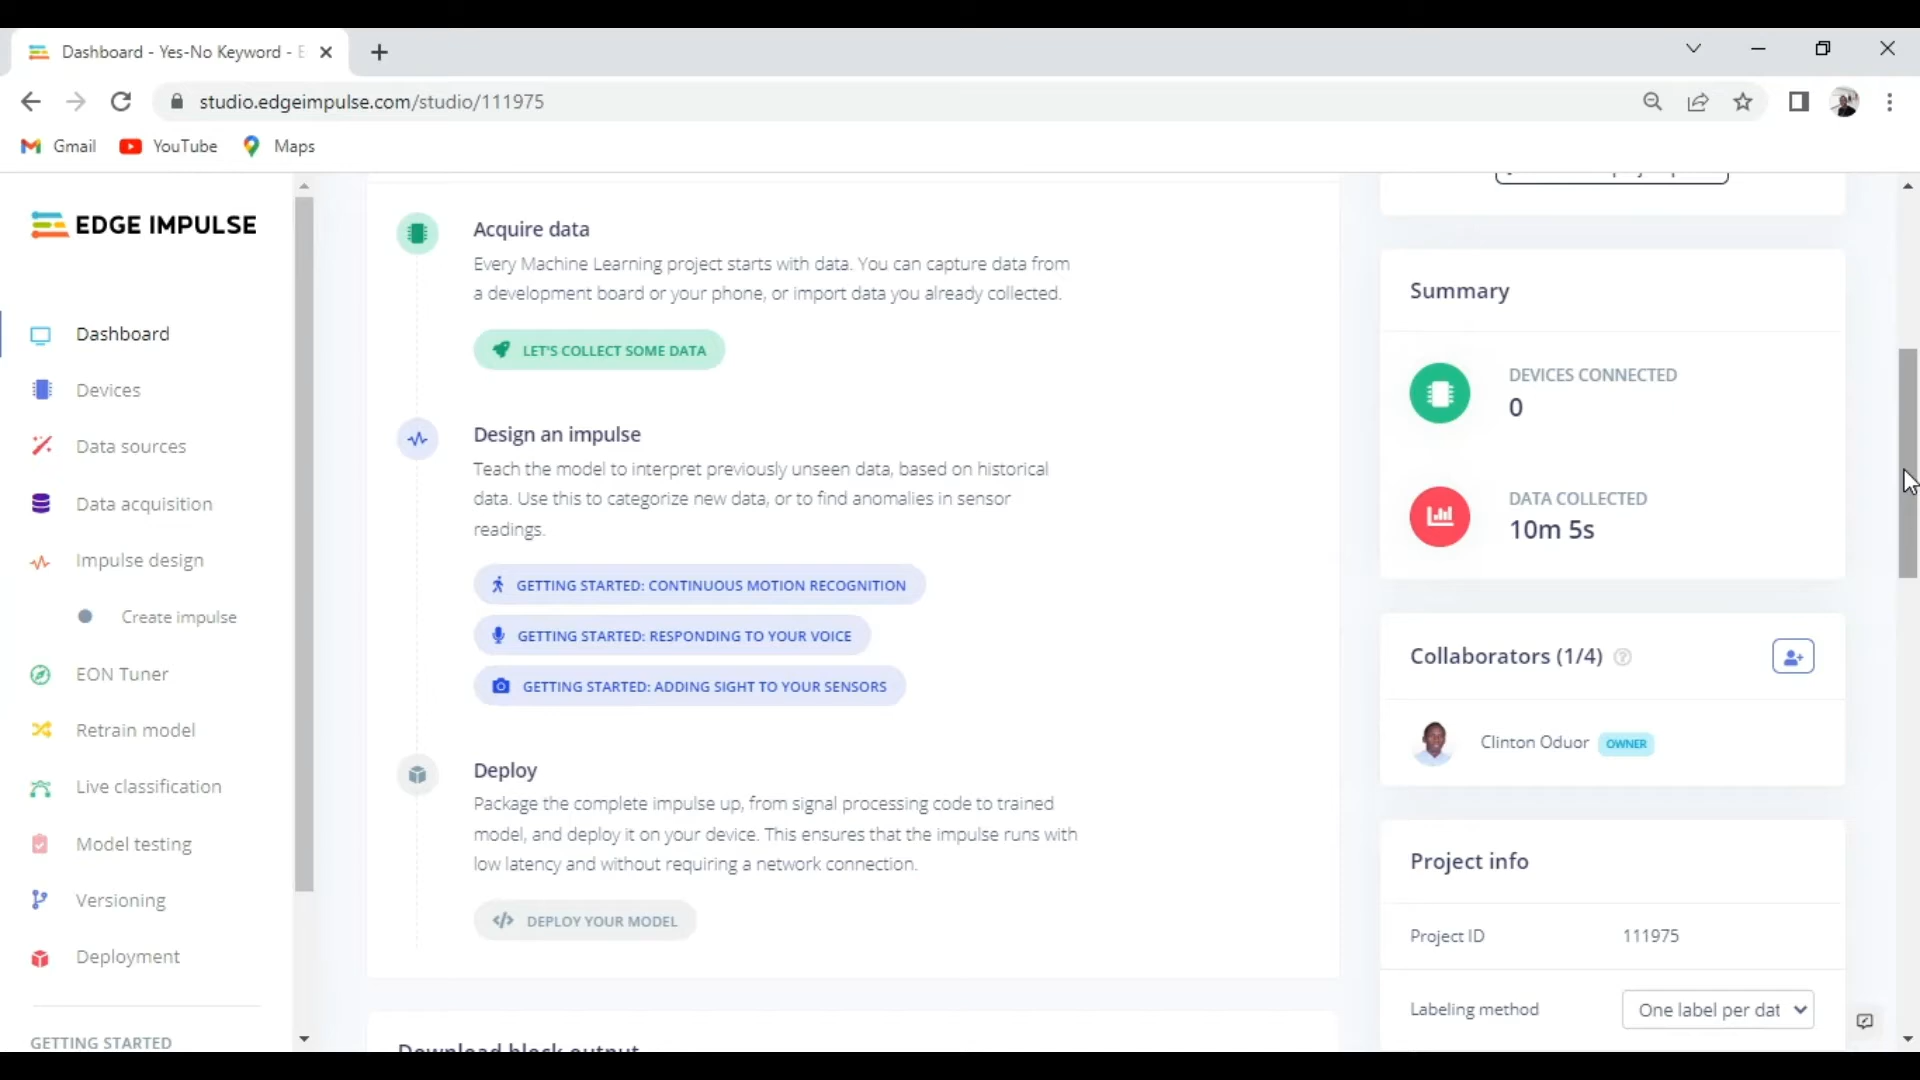 Dashboard - Yes-No Keyword - E
studio.edgeimpulse.com/studio/111975
Gmail
YouTube
Maps
EDGE IMPULSE
Dashboard
Devices
Data sources
Data acquisition
Impulse design
Create impulse
EON Tuner
Retrain model
Live classification
Model testing
Versioning
Deployment
GETTING STARTED
Acquire data
Every Machine Learning project starts with data. You can capture data from
a development board or your phone, or import data you already collected.
LET'S COLLECT SOME DATA
Design an impulse
Teach the model to interpret previously unseen data, based on historical
data. Use this to categorize new data, or to find anomalies in sensor
readings.
GETTING STARTED: CONTINUOUS MOTION RECOGNITION
GETTING STARTED: RESPONDING TO YOUR VOICE
GETTING STARTED: ADDING SIGHT TO YOUR SENSORS
Deploy
Package the complete impulse up, from signal processing code to trained
model, and deploy it on your device. This ensures that the impulse runs with
low latency and without requiring a network connection.
DEPLOY YOUR MODEL
Download block output
Summary
DEVICES CONNECTED
0
DATA COLLECTED
10m 5s
Collaborators (1/4)
Clinton Oduor OWNER
Project info
Project ID 111975
Labeling method One label per dat